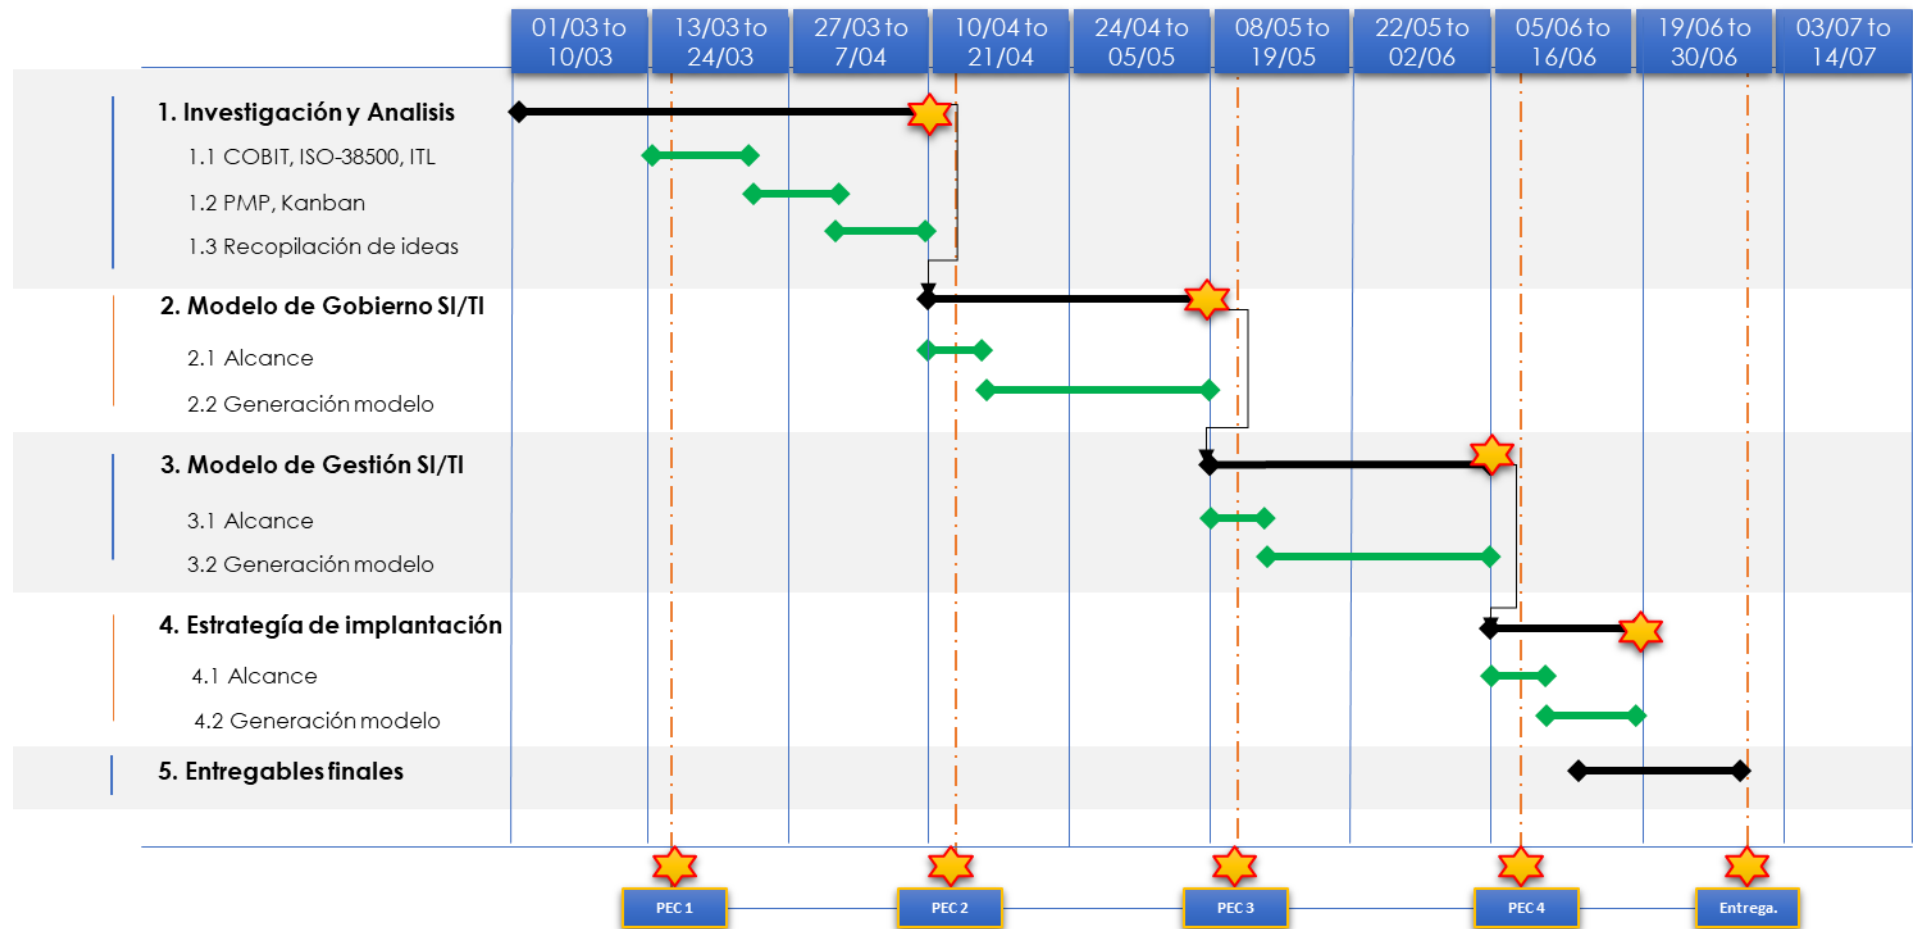 01/03 to
10/03
13/03 to
24/03
27/03 to
7/04
10/04 to
21/04
24/04 to
05/05
08/05 to
19/05
22/05 to
02/06
05/06 to
16/06
19/06 to
30/06
03/07 to
14/07
1. Investigación y Analisis
1.1 COBIT, ISO-38500, ITL
1.2 PMP, Kanban
1.3 Recopilación de ideas
2. Modelo de Gobierno SI/TI
2.1 Alcance
2.2 Generación modelo
3. Modelo de Gestión SI/TI
3.1 Alcance
3.2 Generación modelo
4. Estrategía de implantación
4.1 Alcance
4.2 Generación modelo
5. Entregables finales
PEC 1
PEC 2
PEC 3
PEC 4
Entrega.